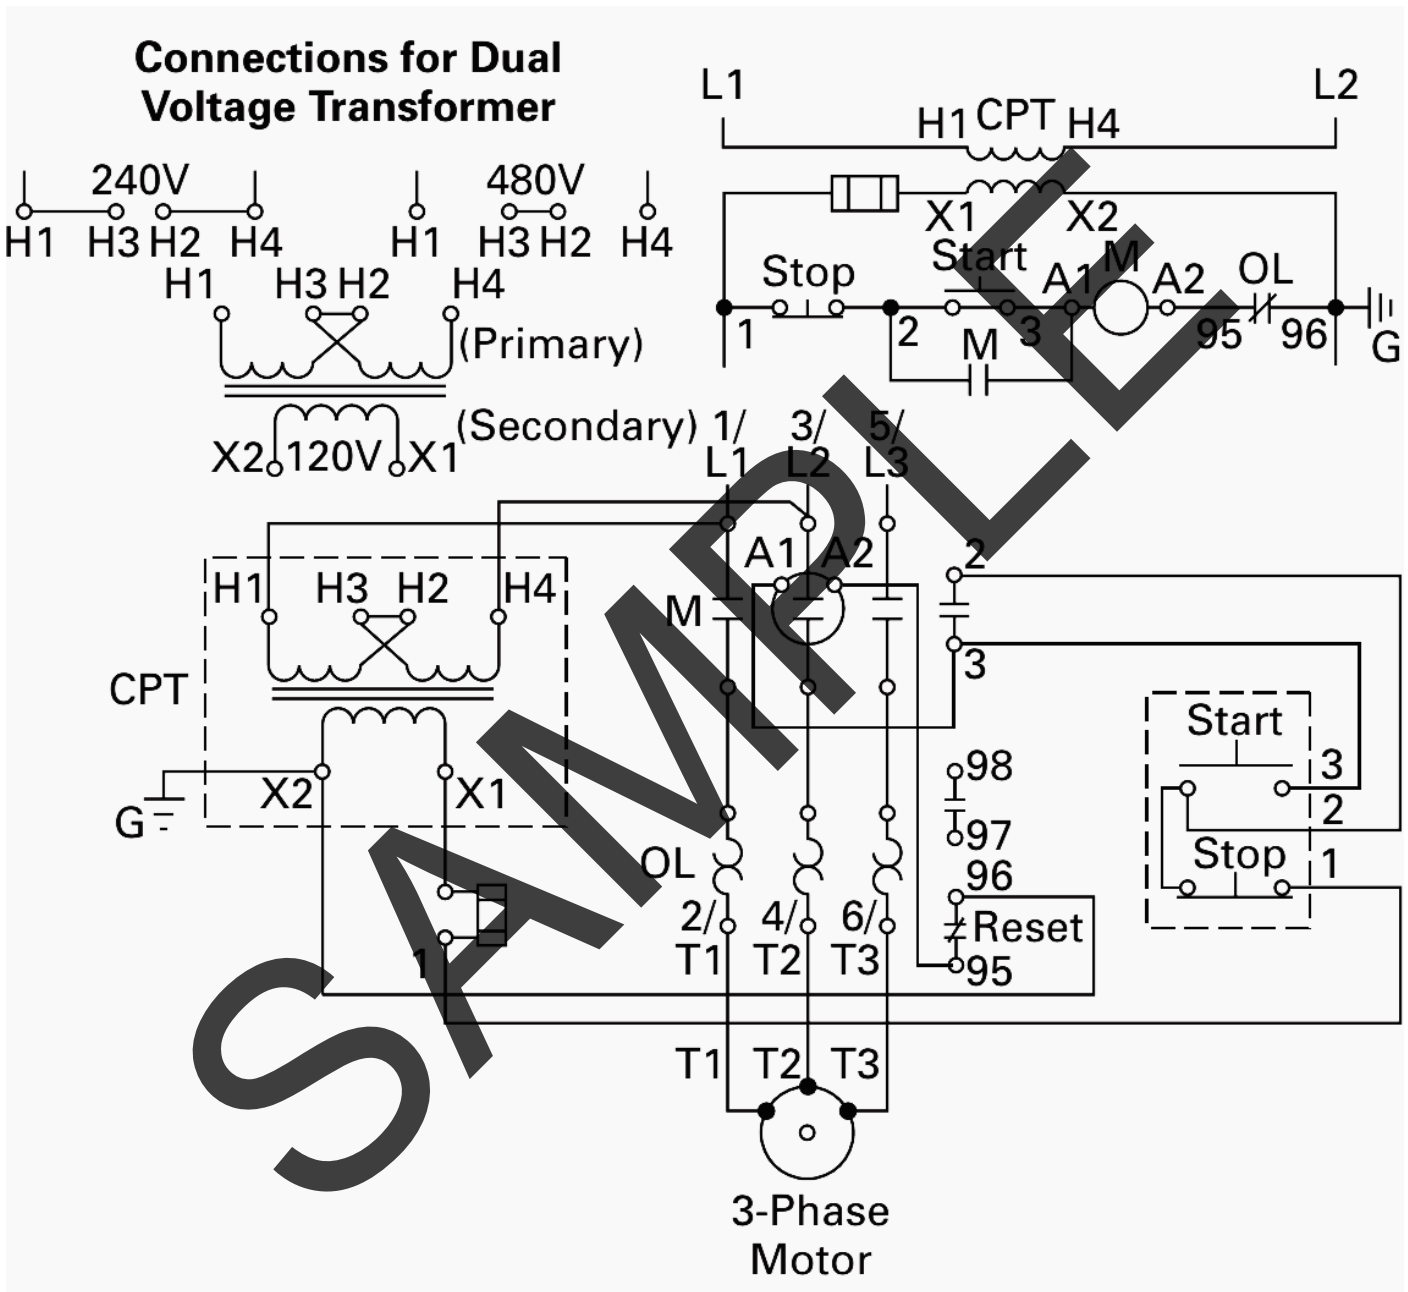 Connections for Dual
Voltage Transformer
240V
480V
H1 H3 H2 H4
H1 H3 H2 H4
H1 H3 H2 H4
(Primary)
(Secondary)
X2 120V X1
L1 L2
H1 CPT H4
X1 X2
Stop Start A1 M A2 OL
1 2 3 95 96
M
G
1/ 3/ 5/
L1 L2 L3
A1 A2
2
H1 H3 H2 H4
M
3
CPT
X2 X1
G
98
97
96
Reset
95
Start
3
2
Stop 1
OL
2/ 4/ 6/
T1 T2 T3
1
T1 T2 T3
3-Phase
Motor
SAMPLE